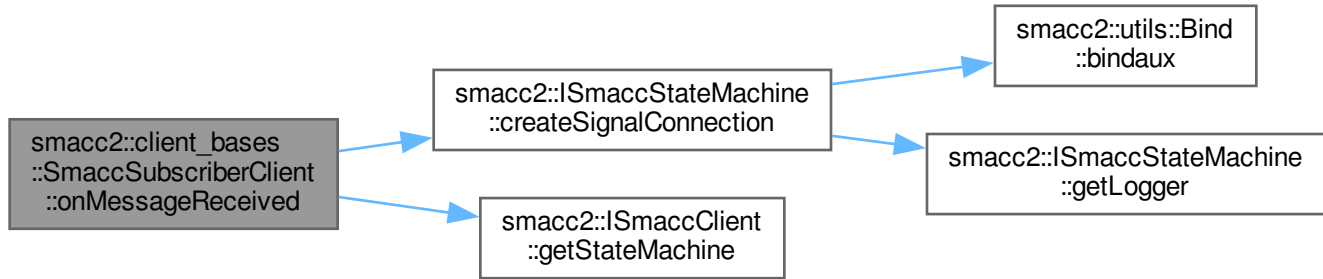 smacc2::client_bases
::SmaccSubscriberClient
::onMessageReceived
smacc2::ISmaccStateMachine
::createSignalConnection
smacc2::ISmaccClient
::getStateMachine
smacc2::utils::Bind
::bindaux
smacc2::ISmaccStateMachine
::getLogger